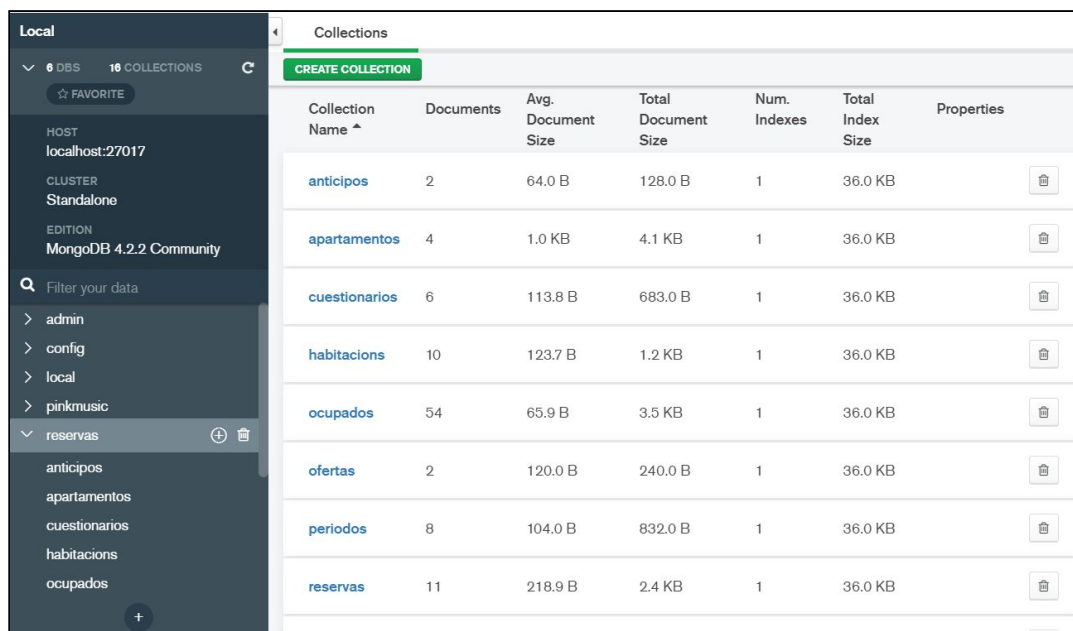 Local
6 DBS 16 COLLECTIONS
FAVORITE
HOST
localhost:27017
CLUSTER
Standalone
EDITION
MongoDB 4.2.2 Community
Filter your data
admin
config
local
pinkmusic
reservas
anticipos
apartamentos
cuestionarios
habitacions
ocupados
Collections
CREATE COLLECTION
Collection Name Documents Avg. Document Size Total Document Size Num. Indexes Total Index Size Properties
anticipos 2 64.0 B 128.0 B 1 36.0 KB
apartamentos 4 1.0 KB 4.1 KB 1 36.0 KB
cuestionarios 6 113.8 B 683.0 B 1 36.0 KB
habitacions 10 123.7 B 1.2 KB 1 36.0 KB
ocupados 54 65.9 B 3.5 KB 1 36.0 KB
ofertas 2 120.0 B 240.0 B 1 36.0 KB
periodos 8 104.0 B 832.0 B 1 36.0 KB
reservas 11 218.9 B 2.4 KB 1 36.0 KB